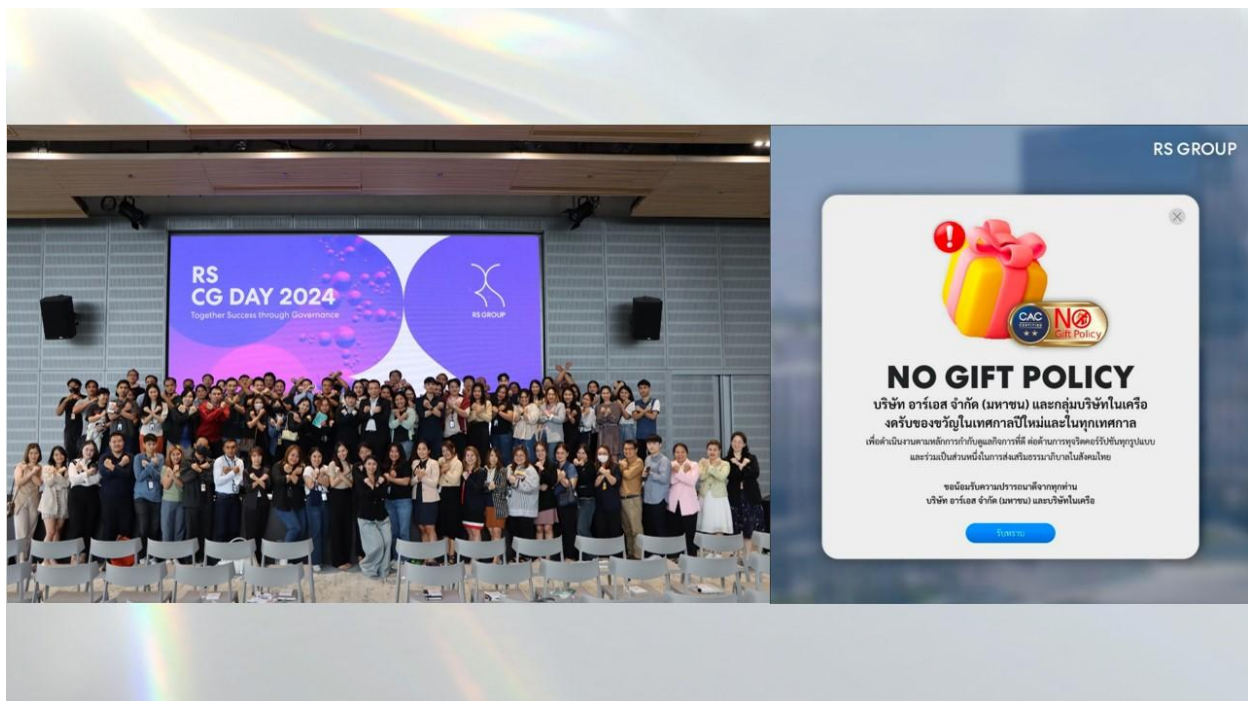 RS
CG DAY 2024
Together Success through Governance
RS GROUP
RS GROUP
CAC
CERTIFIED
NO
Gift Policy
NO GIFT POLICY
บริษัท อาร์เอส จำกัด (มหาชน) และกลุ่มบริษัทในเครือ
งดรับของขวัญในเทศกาลปีใหม่และในทุกเทศกาล
เพื่อดำเนินงานตามหลักการกำกับดูแลกิจการที่ดี ต่อต้านการทุจริตคอร์รัปชันทุกรูปแบบ
และร่วมเป็นส่วนหนึ่งในการส่งเสริมธรรมาภิบาลในสังคมไทย
ขอน้อมรับความปรารถนาดีจากทุกท่าน
บริษัท อาร์เอส จำกัด (มหาชน) และบริษัทในเครือ
รับทราบ